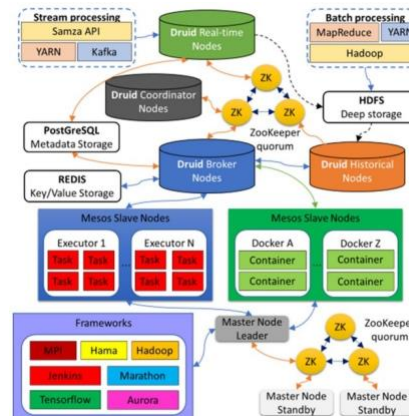 Stream processing
Samza API
YARN
Kafka
Druid Real-time
Nodes
Batch processing
MapReduce
YARN
Hadoop
Druid Coordinator
Nodes
ZK
ZK
ZK
ZooKeeper
quorum
HDFS
Deep storage
PostGreSQL
Metadata Storage
REDIS
Key/Value Storage
Druid Broker
Nodes
Druid Historical
Nodes
Mesos Slave Nodes
Executor 1
Executor N
Task
Task
Task
Task
...
Task
Task
Task
Task
Mesos Slave Nodes
Docker A
Docker Z
Container
Container
...
Container
Container
Frameworks
MPI
Hama
Hadoop
Jenkins
Marathon
Tensorflow
Aurora
Master Node
Leader
ZK
ZK
ZK
ZooKeeper
quorum
Master Node
Standby
Master Node
Standby